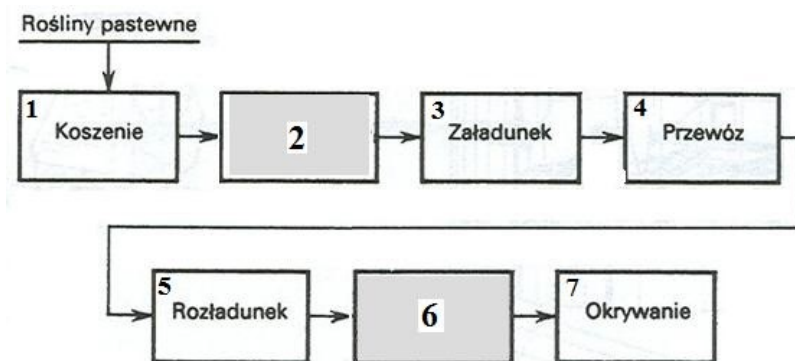 Rośliny pastewne
1 Koszenie
2
3 Załadunek
4 Przewóz
5 Rozładunek
6
7 Okrywanie